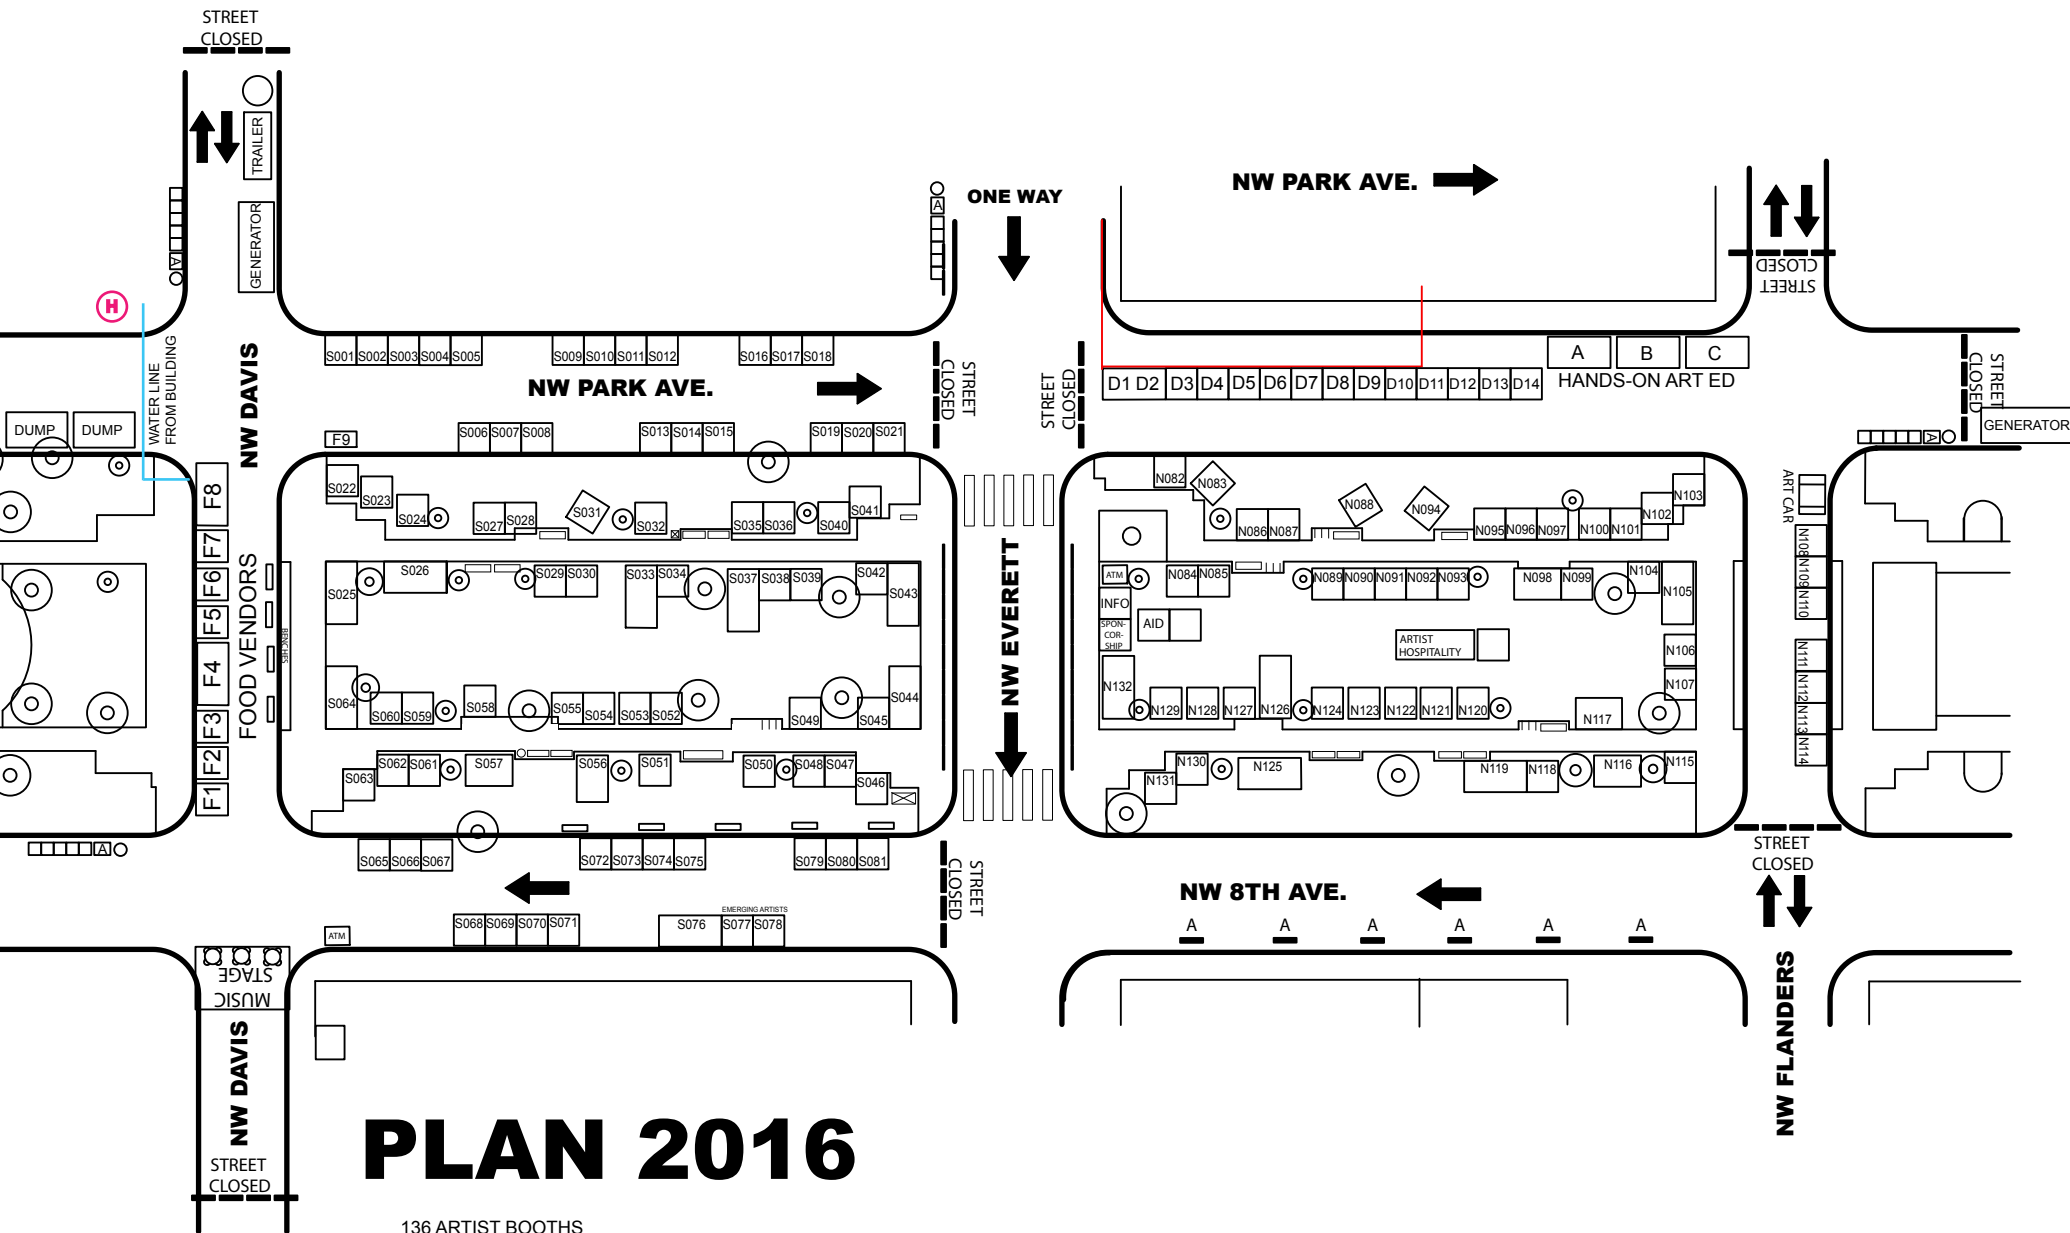 STREET
CLOSED
TRAILER
GENERATOR
A
A
ONE WAY
NW PARK AVE.
STREET
CLOSED
H
WATER LINE
FROM BUILDING
NW DAVIS
S001 S002 S003 S004 S005
S009 S010 S011 S012
S016 S017 S018
NW PARK AVE.
STREET
CLOSED
STREET
CLOSED
D1 D2 D3 D4 D5 D6 D7 D8 D9 D10 D11 D12 D13 D14
A B C
HANDS-ON ART ED
STREET
CLOSED
GENERATOR
A
DUMP DUMP
F9
S006 S007 S008
S013 S014 S015
S019 S020 S021
F8
F7
F6
F5
F4
F3
F2
F1
FOOD VENDORS
BENCHES
S022
S023
S024
S027 S028
S031
S032
S035 S036
S040
S041
S025
S026
S029 S030
S033 S034
S037 S038 S039
S042
S043
S064
S060 S059
S058
S055 S054 S053 S052
S049
S045
S044
S063
S062 S061
S057
S056
S051
S050
S048 S047
S046
NW EVERETT
N082
N083
N086 N087
N088
N094
N095 N096 N097
N100 N101
N102
N103
ATM
INFO
SPON-
COR-
SHIP
AID
N084 N085
N089 N090 N091 N092 N093
N098 N099
N104
N105
ARTIST
HOSPITALITY
N106
N107
N132
N129 N128 N127
N126
N124 N123 N122 N121 N120
N117
N131
N130
N125
N119 N118
N116
N115
ART CAR
N108 N109 N110
N111 N112 N113 N114
A
S065 S066 S067
S072 S073 S074 S075
S079 S080 S081
STREET
CLOSED
STREET
CLOSED
NW 8TH AVE.
A A A A A A
ATM
S068 S069 S070 S071
EMERGING ARTISTS
S076 S077 S078
MUSIC
STAGE
NW DAVIS
NW FLANDERS
STREET
CLOSED
PLAN 2016
136 ARTIST BOOTHS